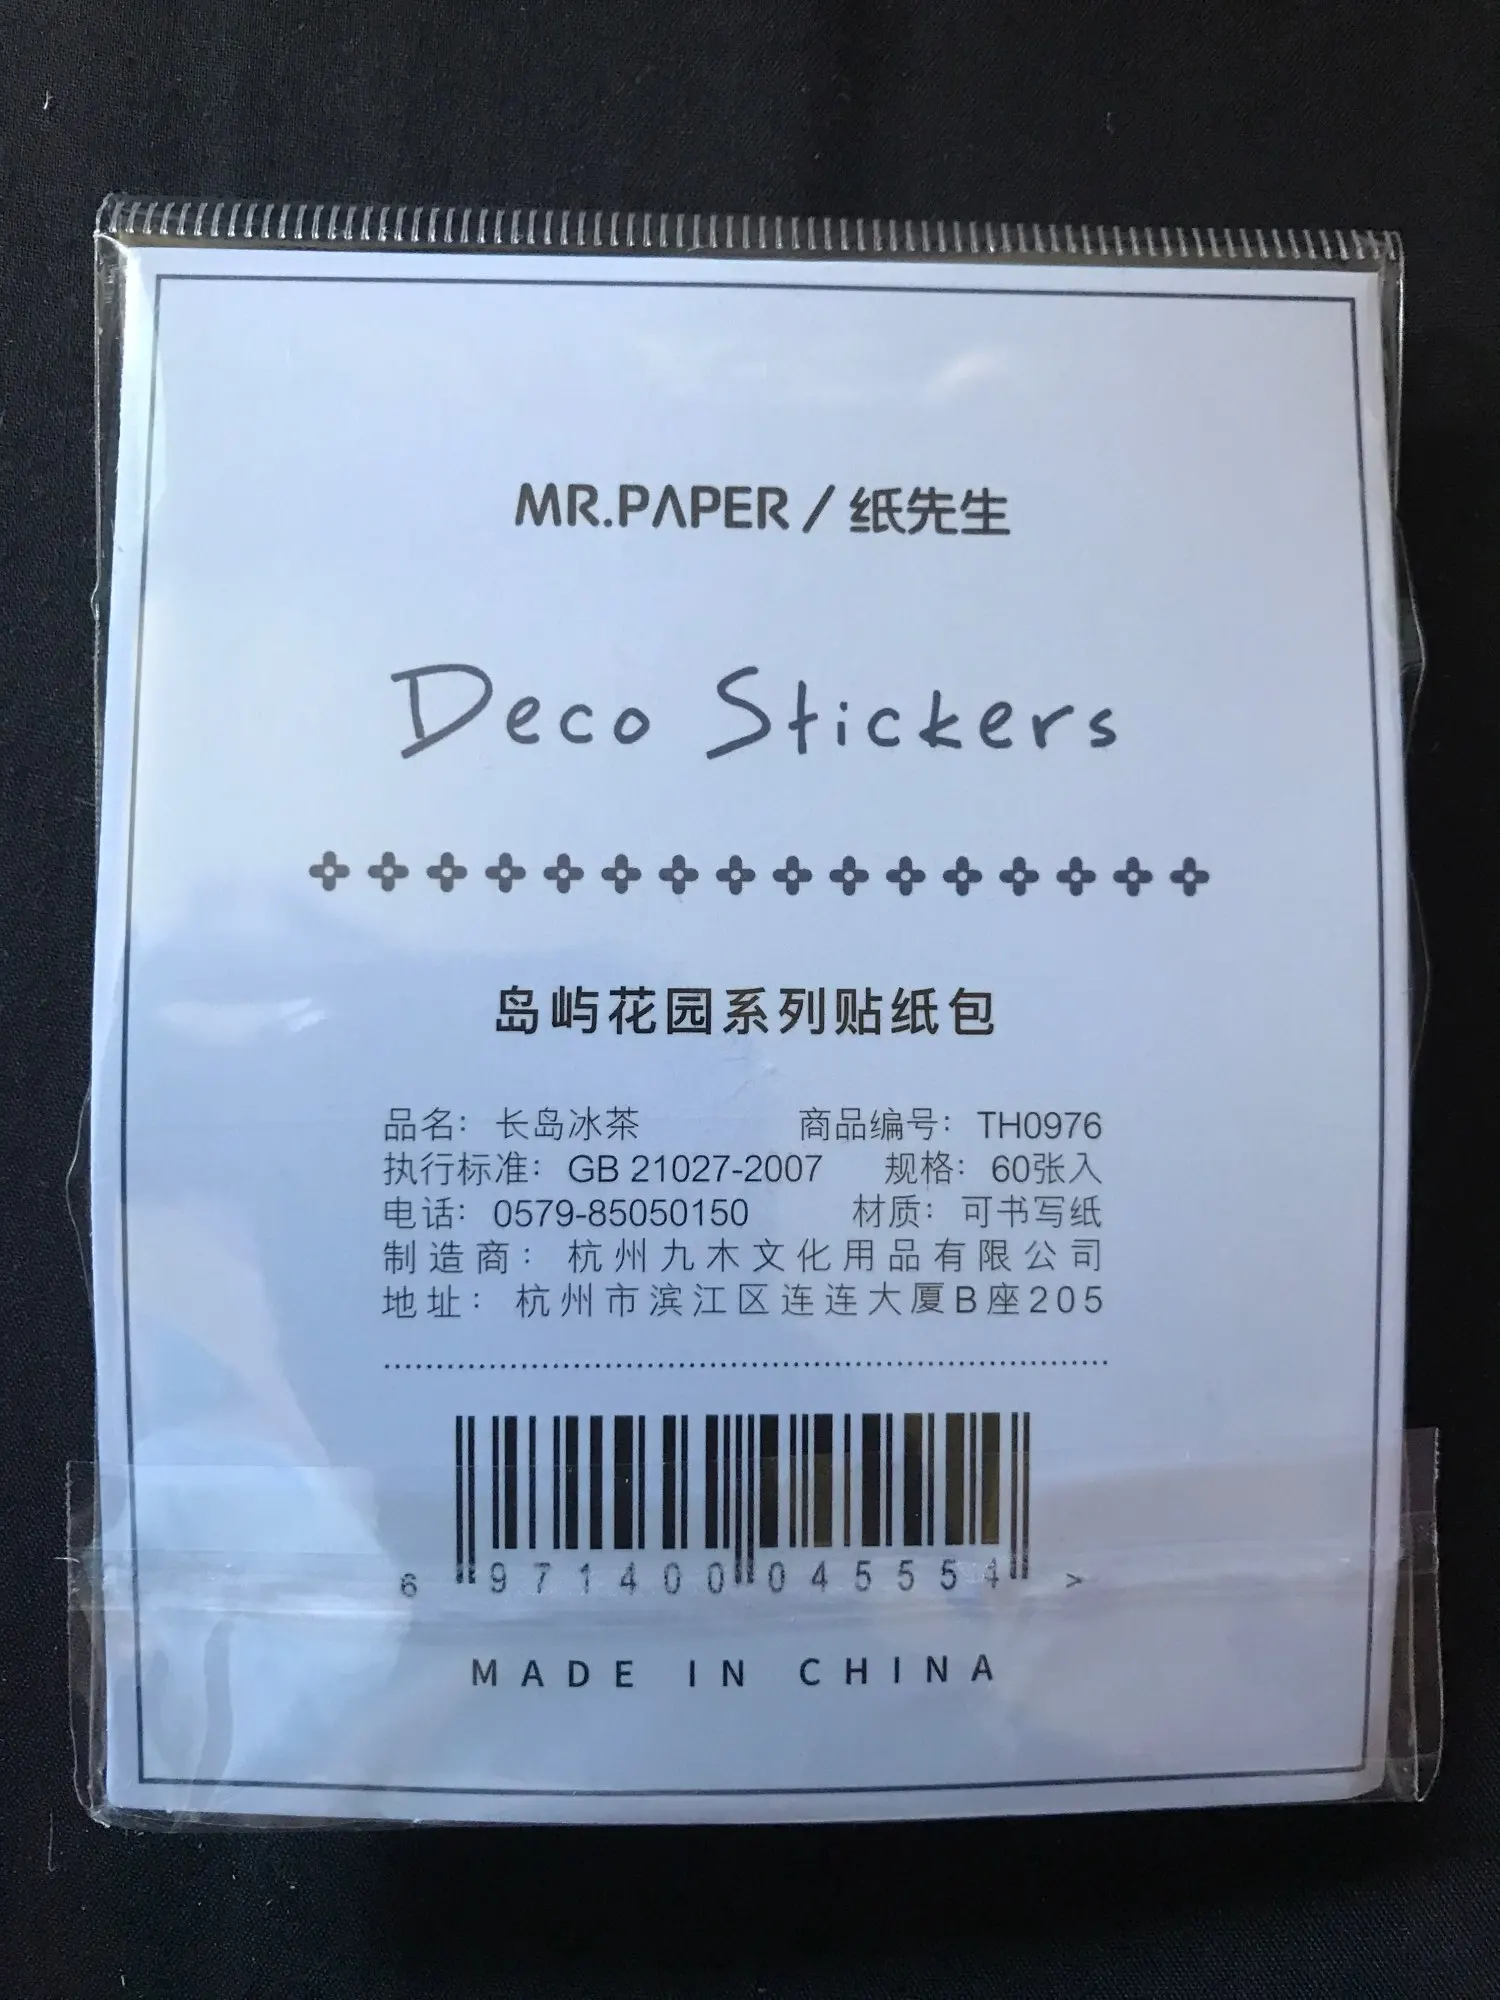 MR.PAPER/纸先生
Deco Stickers
岛屿花园系列贴纸包
品名：长岛冰茶 商品编号：TH0976
执行标准：GB 21027-2007 规格：60张入
电话：0579-85050150 材质：可书写纸
制造商：杭州九木文化用品有限公司
地址：杭州市滨江区连连大厦B座205
6 971400 045554 >
MADE IN CHINA